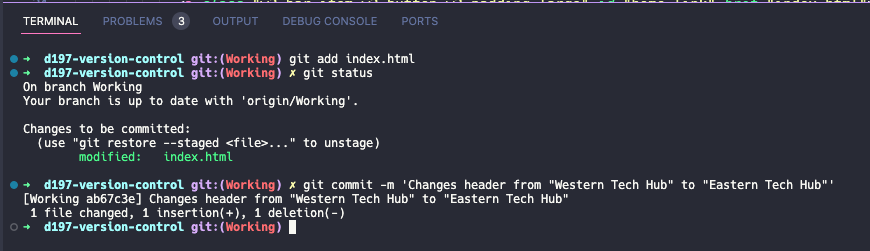 TERMINAL PROBLEMS 3 OUTPUT DEBUG CONSOLE PORTS
➜ d197-version-control git:(Working) git add index.html
➜ d197-version-control git:(Working) ✗ git status
On branch Working
Your branch is up to date with 'origin/Working'.
Changes to be committed:
(use "git restore --staged <file>..." to unstage)
modified: index.html
➜ d197-version-control git:(Working) ✗ git commit -m 'Changes header from "Western Tech Hub" to "Eastern Tech Hub"'
[Working ab67c3e] Changes header from "Western Tech Hub" to "Eastern Tech Hub"
1 file changed, 1 insertion(+), 1 deletion(-)
➜ d197-version-control git:(Working)